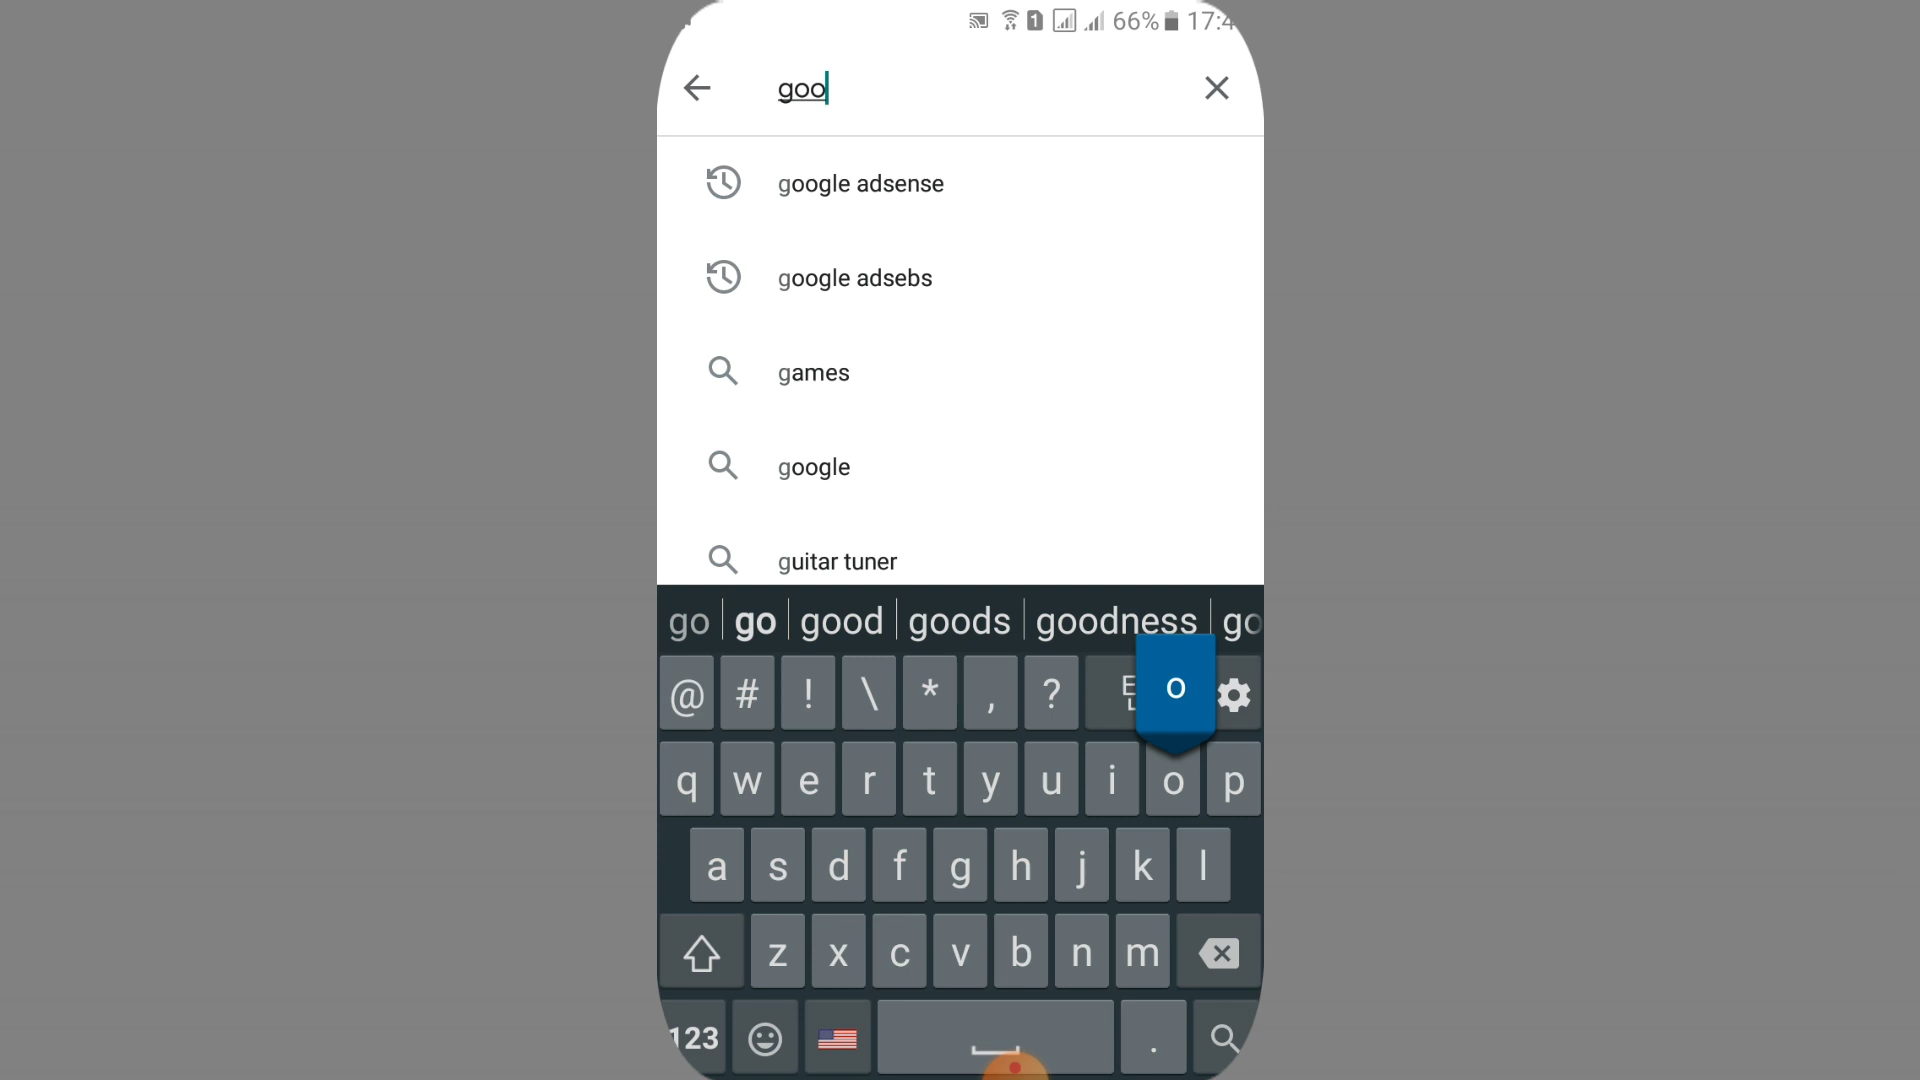 1 66% 17:4
goo
google adsense
google adsebs
games
google
guitar tuner
go go good goods goodness go
@ # ! \ * , ?
o
q w e r t y u i o p
a s d f g h j k l
z x c v b n m
123 .